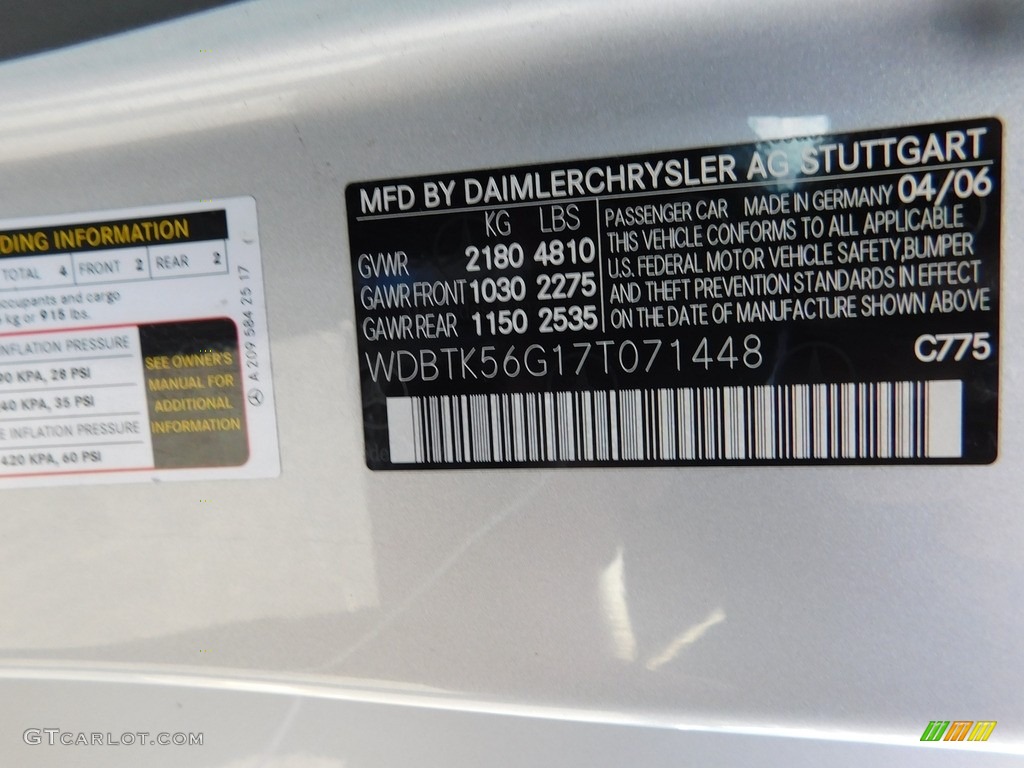 DING INFORMATION
TOTAL 4 FRONT 2 REAR 2
ccupants and cargo
kg or 915 lbs.
NFLATION PRESSURE
KPA, 28 PSI
40 KPA, 35 PSI
E INFLATION PRESSURE
420 KPA, 60 PSI
SEE OWNER'S
MANUAL FOR
ADDITIONAL
INFORMATION
A 209 584 25 17
MFD BY DAIMLERCHRYSLER AG STUTTGART
KG LBS
GVWR 2180 4810
GAWR FRONT 1030 2275
GAWR REAR 1150 2535
PASSENGER CAR MADE IN GERMANY 04/06
THIS VEHICLE CONFORMS TO ALL APPLICABLE
U.S. FEDERAL MOTOR VEHICLE SAFETY,BUMPER
AND THEFT PREVENTION STANDARDS IN EFFECT
ON THE DATE OF MANUFACTURE SHOWN ABOVE
WDBTK56G17T071448 C775
GTCARLOT.COM